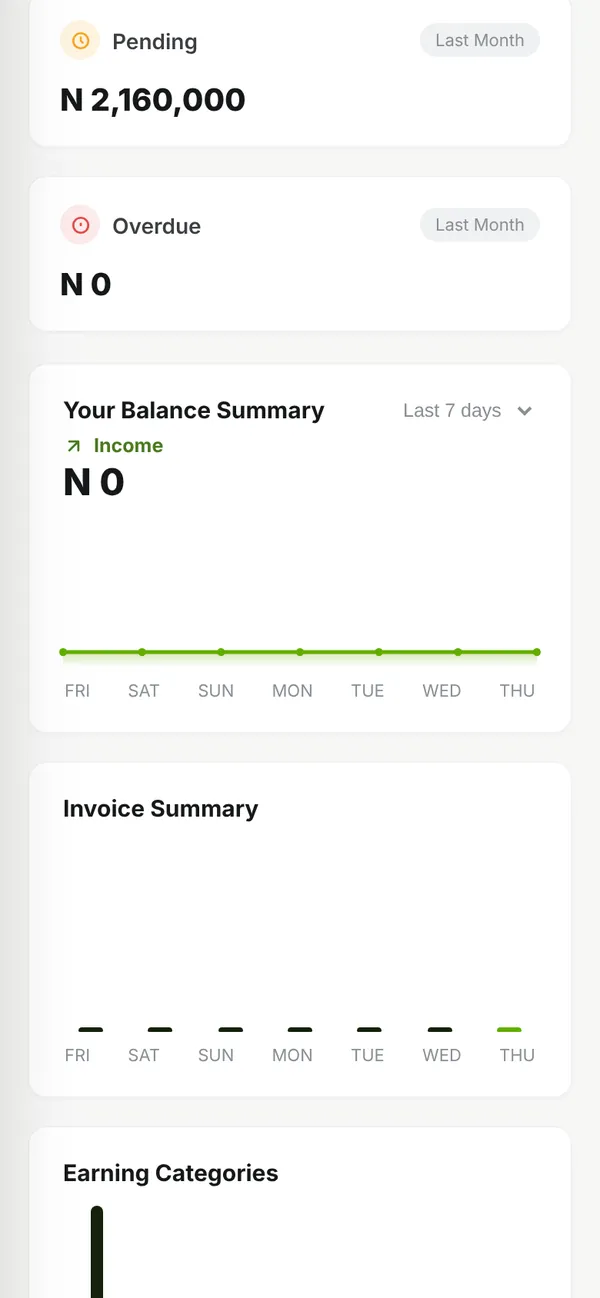 Pending
Last Month
N 2,160,000
Overdue
Last Month
N 0
Your Balance Summary
Last 7 days
Income
N 0
FRI SAT SUN MON TUE WED THU
Invoice Summary
FRI SAT SUN MON TUE WED THU
Earning Categories